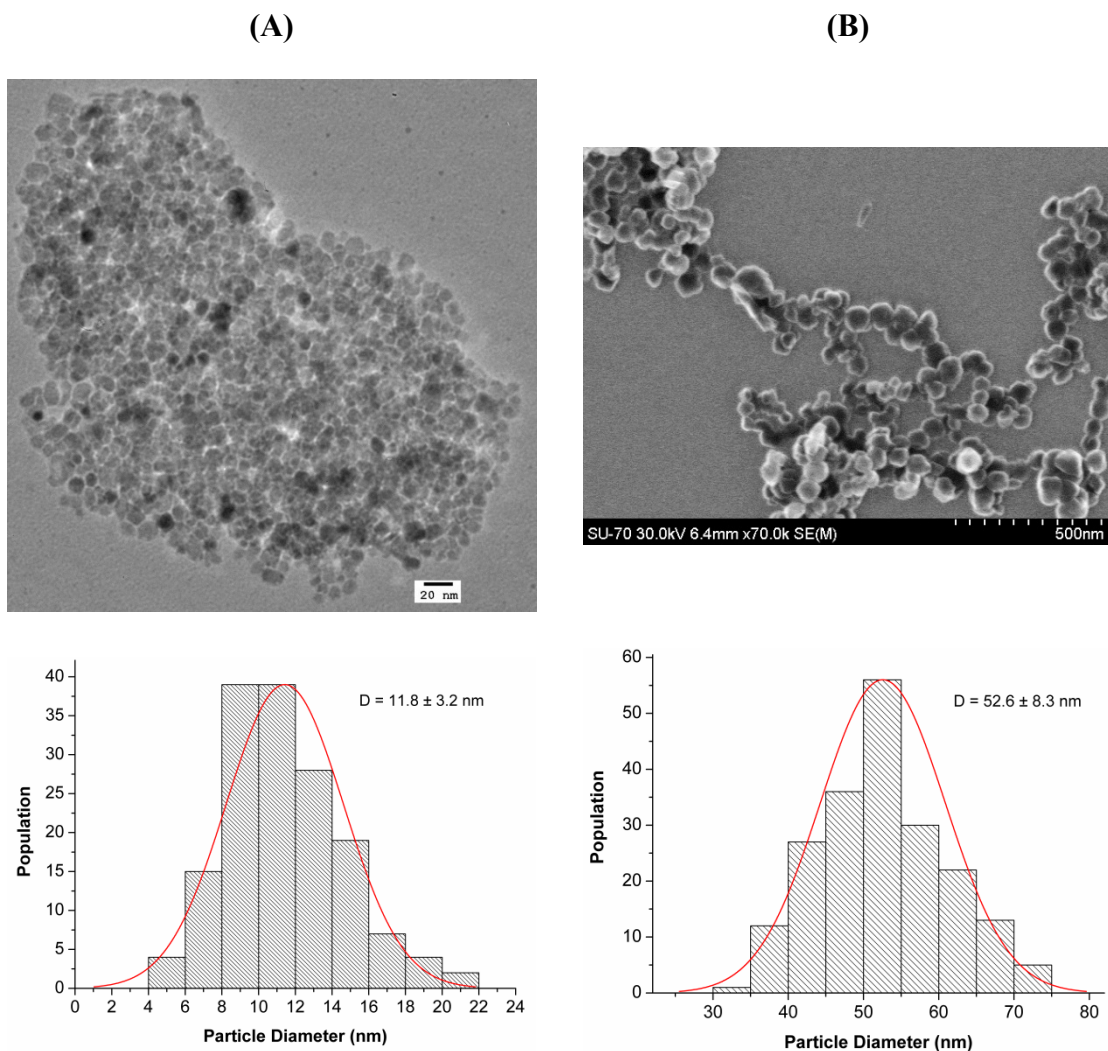 (A)
(B)
20 nm
SU-70 30.0kV 6.4mm x70.0k SE(M)
500nm
D = 11.8 ± 3.2 nm
Population
40
35
30
25
20
15
10
5
0
0 2 4 6 8 10 12 14 16 18 20 22 24
Particle Diameter (nm)
D = 52.6 ± 8.3 nm
Population
60
50
40
30
20
10
0
30 40 50 60 70 80
Particle Diameter (nm)